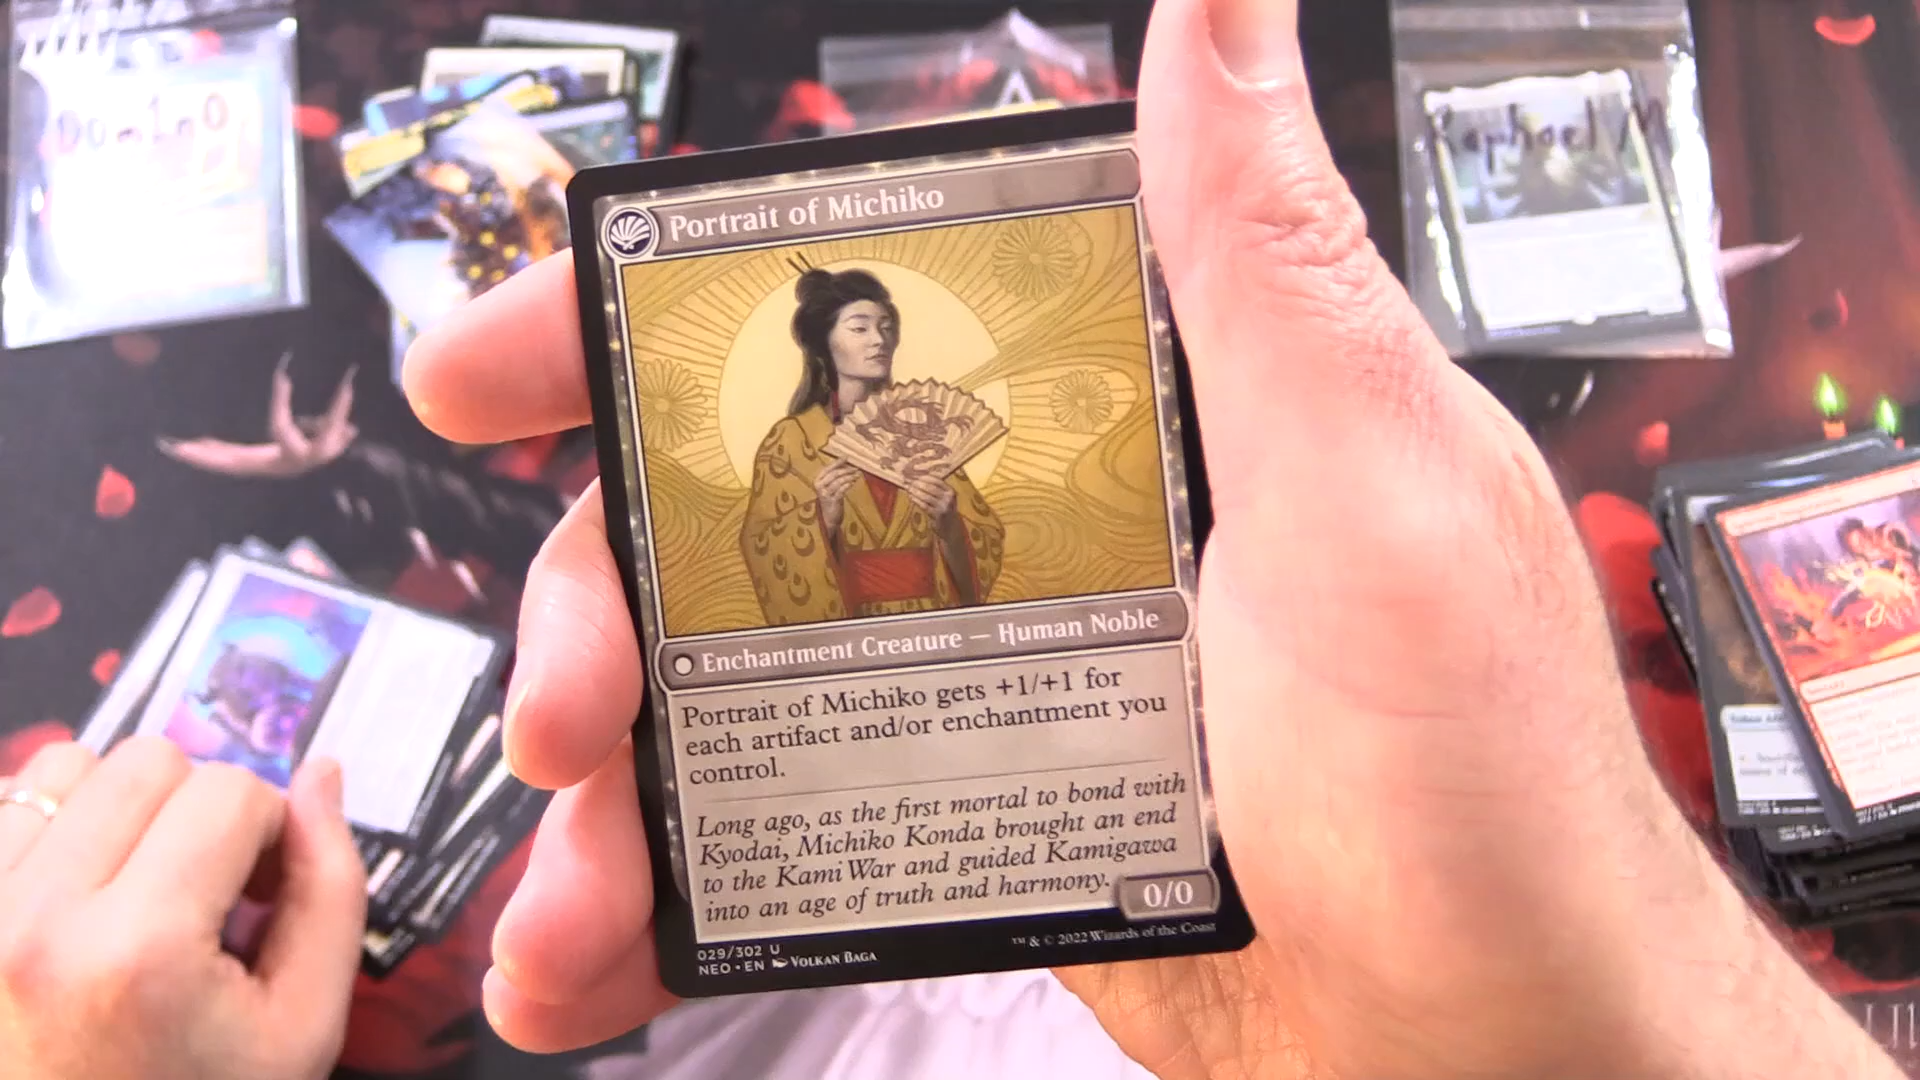 Domino
Raphael M
Portrait of Michiko
Enchantment Creature — Human Noble
Portrait of Michiko gets +1/+1 for
each artifact and/or enchantment you
control.
Long ago, as the first mortal to bond with
Kyodai, Michiko Konda brought an end
to the Kami War and guided Kamigawa
into an age of truth and harmony.
0/0
029/302 U
NEO • EN VOLKAN BAGA
™ & © 2022 Wizards of the Coast